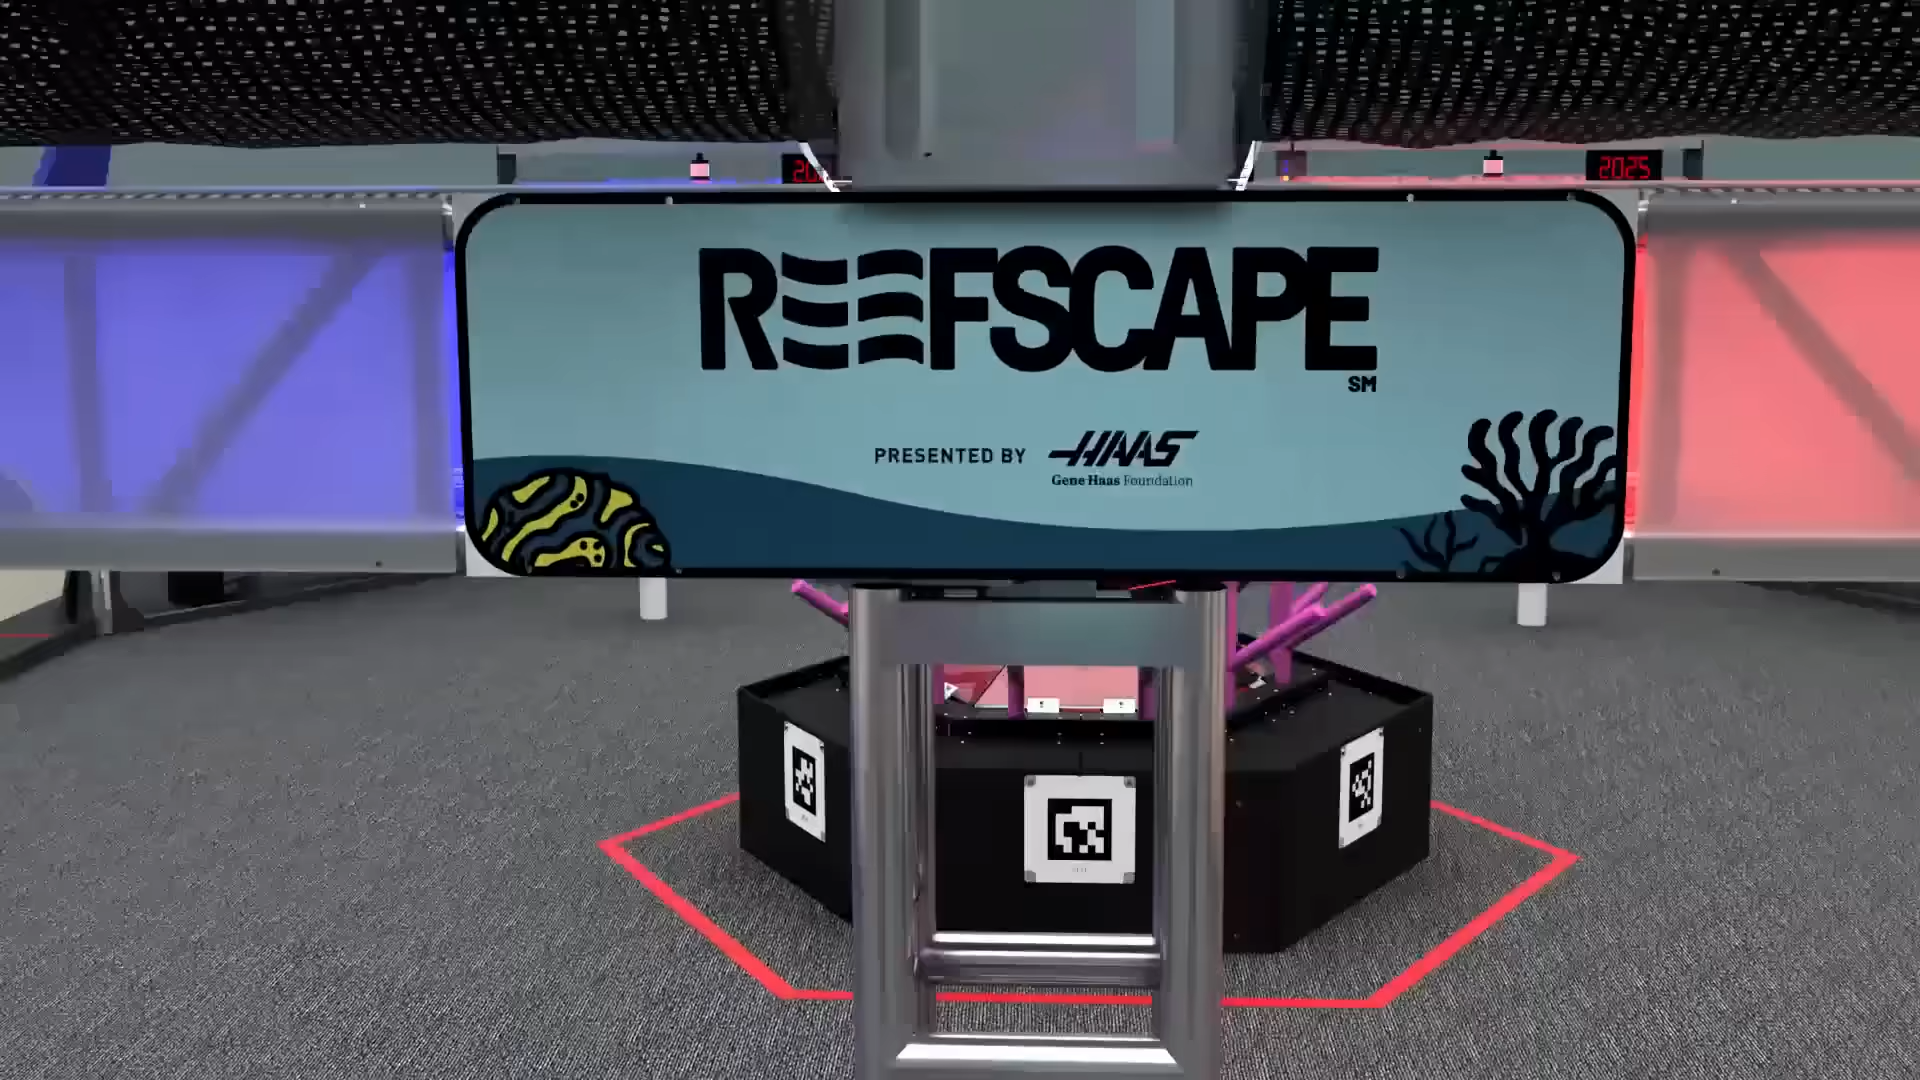 2025
REEFSCAPE
SM
PRESENTED BY HAAS
Gene Haas Foundation